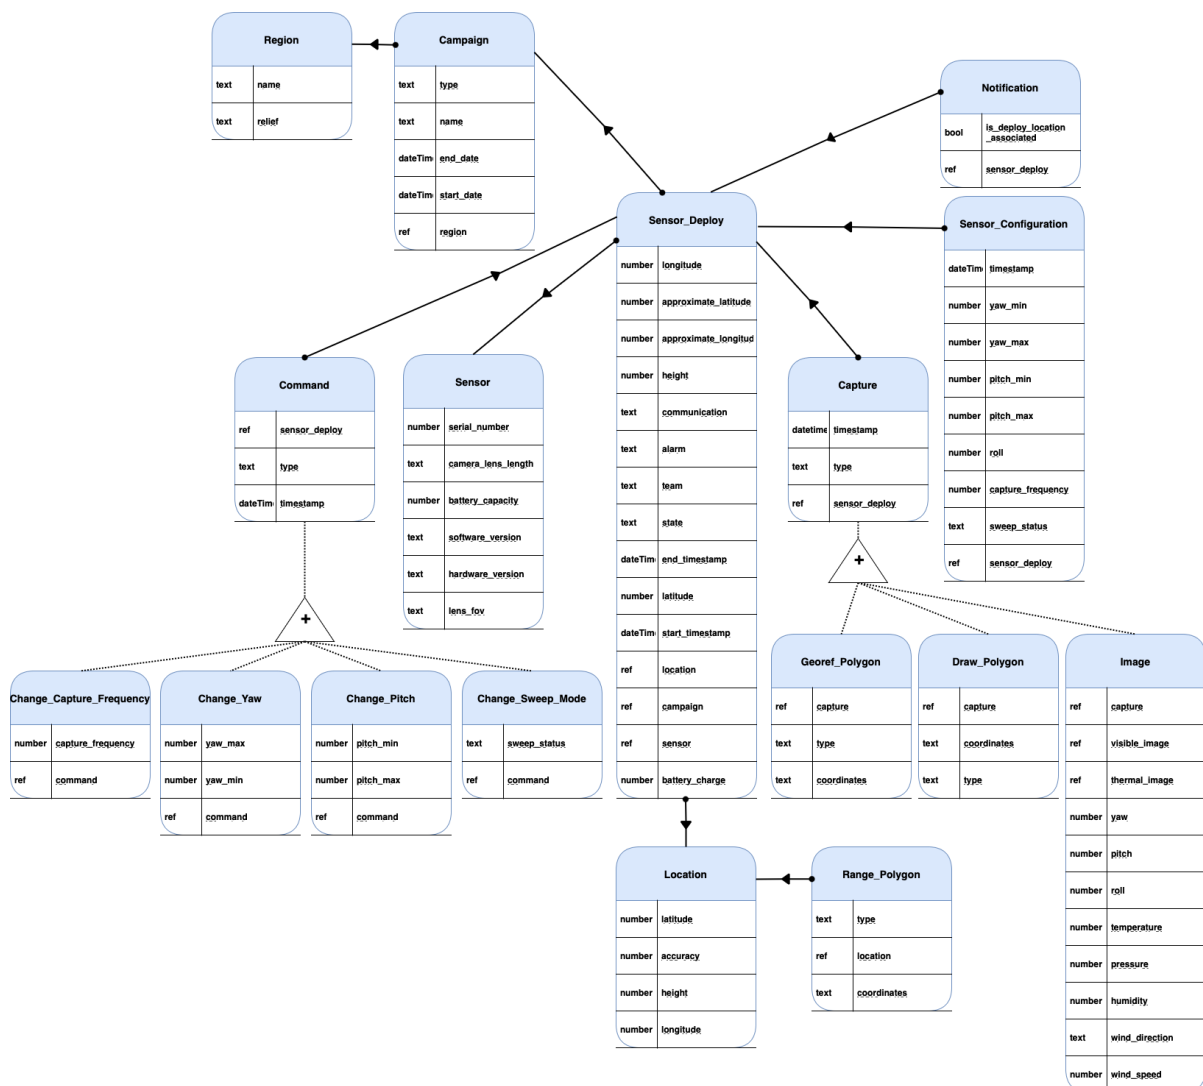 Region
text name
text relief
Campaign
text type
text name
dateTim end_date
dateTim start_date
ref region
Notification
bool is_deploy_location
_associated
ref sensor_deploy
Sensor_Deploy
number longitude
number approximate_latitude
number approximate_longitud
number height
text communication
text alarm
text team
text state
dateTim end_timestamp
number latitude
dateTim start_timestamp
ref location
ref campaign
ref sensor
number battery_charge
Sensor_Configuration
dateTim timestamp
number yaw_min
number yaw_max
number pitch_min
number pitch_max
number roll
number capture_frequency
text sweep_status
ref sensor_deploy
Command
ref sensor_deploy
text type
dateTim timestamp
Sensor
number serial_number
text camera_lens_length
number battery_capacity
text software_version
text hardware_version
text lens_fov
Capture
datetime timestamp
text type
ref sensor_deploy
+
+
Change_Capture_Frequency
number capture_frequency
ref command
Change_Yaw
number yaw_max
number yaw_min
ref command
Change_Pitch
number pitch_min
number pitch_max
ref command
Change_Sweep_Mode
text sweep_status
ref command
Georef_Polygon
ref capture
text type
text coordinates
Draw_Polygon
ref capture
text coordinates
text type
Image
ref capture
ref visible_image
ref thermal_image
number yaw
number pitch
number roll
number temperature
number pressure
number humidity
text wind_direction
number wind_speed
Location
number latitude
number accuracy
number height
number longitude
Range_Polygon
text type
ref location
text coordinates